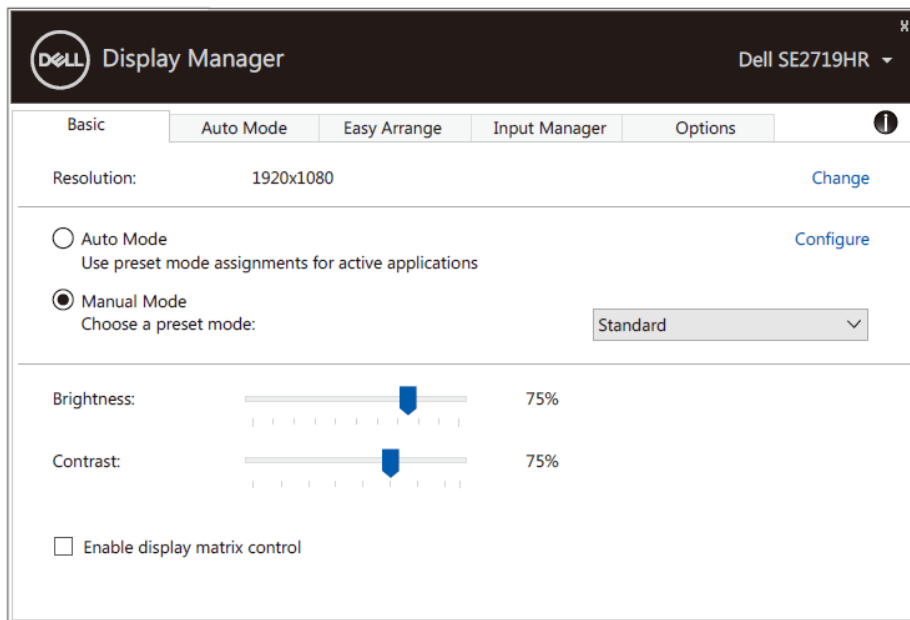 DELL Display Manager
Dell SE2719HR
Basic Auto Mode Easy Arrange Input Manager Options
Resolution: 1920x1080 Change
Auto Mode Configure
Use preset mode assignments for active applications
Manual Mode
Choose a preset mode: Standard
Brightness: 75%
Contrast: 75%
Enable display matrix control